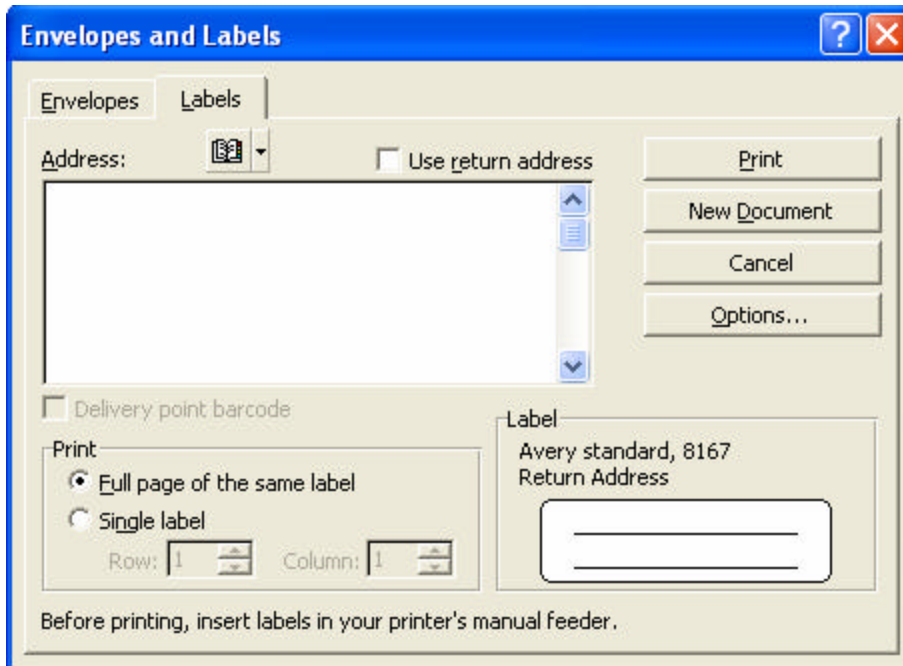 Envelopes and Labels
Envelopes
Labels
Address:
Use return address
Print
New Document
Cancel
Options...
Delivery point barcode
Print
Full page of the same label
Single label
Row: 1
Column: 1
Label
Avery standard, 8167
Return Address
Before printing, insert labels in your printer's manual feeder.